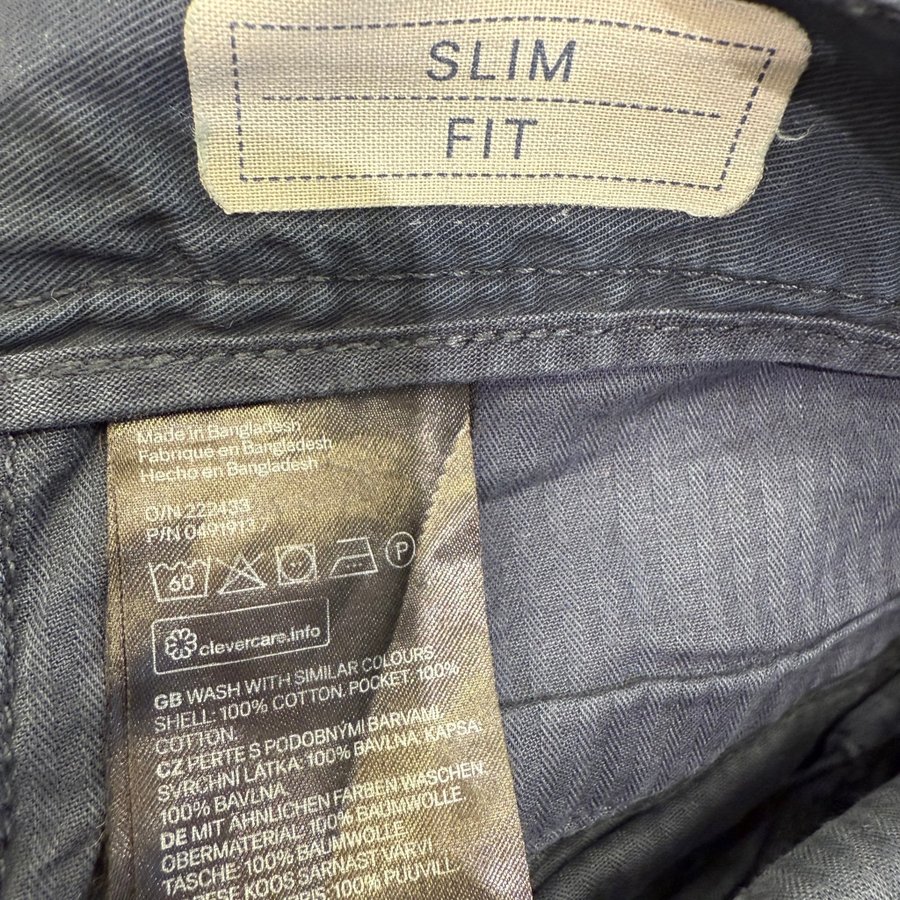 SLIM
FIT
Made in Bangladesh
Fabriqué en Bangladesh
Hecho en Bangladesh
O/N 222433
P/N 0491913
60
P
clevercare.info
GB WASH WITH SIMILAR COLOURS.
SHELL: 100% COTTON. POCKET: 100%
COTTON.
CZ PERTE S PODOBNÝMI BARVAMI.
SVRCHNÍ LÁTKA: 100% BAVLNA. KAPSA:
100% BAVLNA.
DE MIT ÄHNLICHEN FARBEN WASCHEN.
OBERMATERIAL: 100% BAUMWOLLE.
TASCHE: 100% BAUMWOLLE.
KOOS SARNAST VÄRVI
100% PUUVILL.